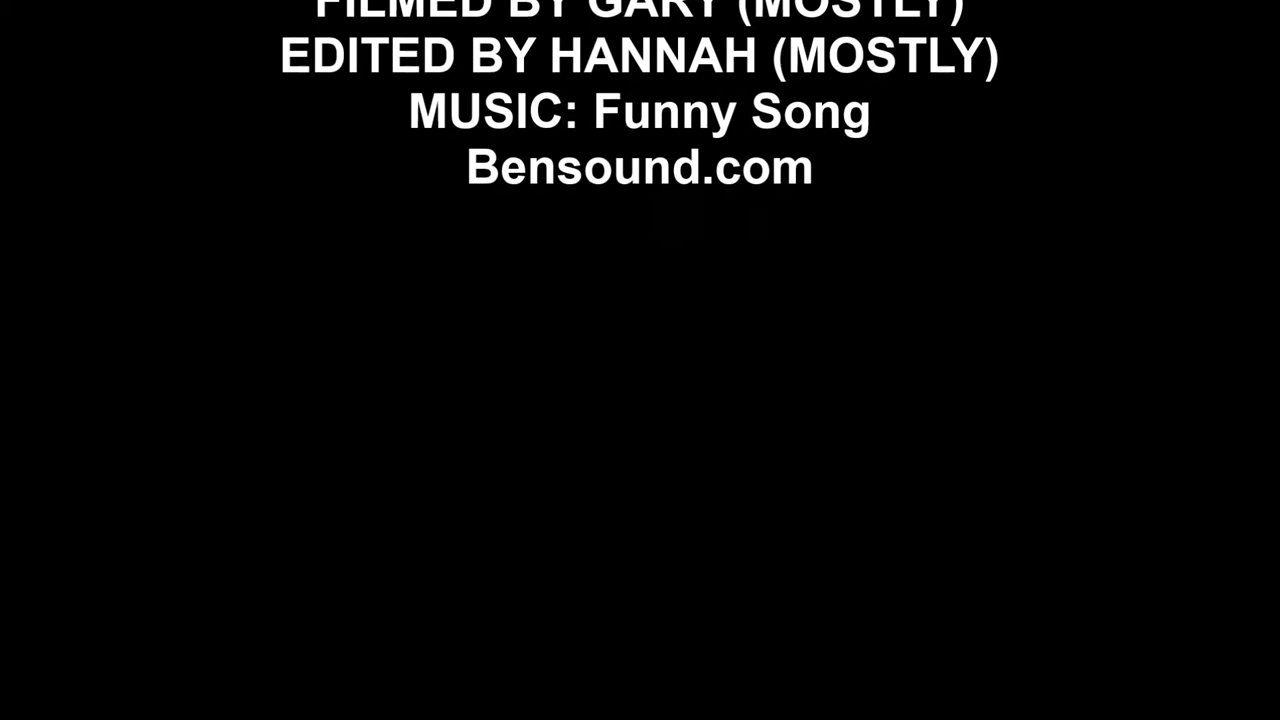 FILMED BY GARY (MOSTLY)
EDITED BY HANNAH (MOSTLY)
MUSIC: Funny Song
Bensound.com